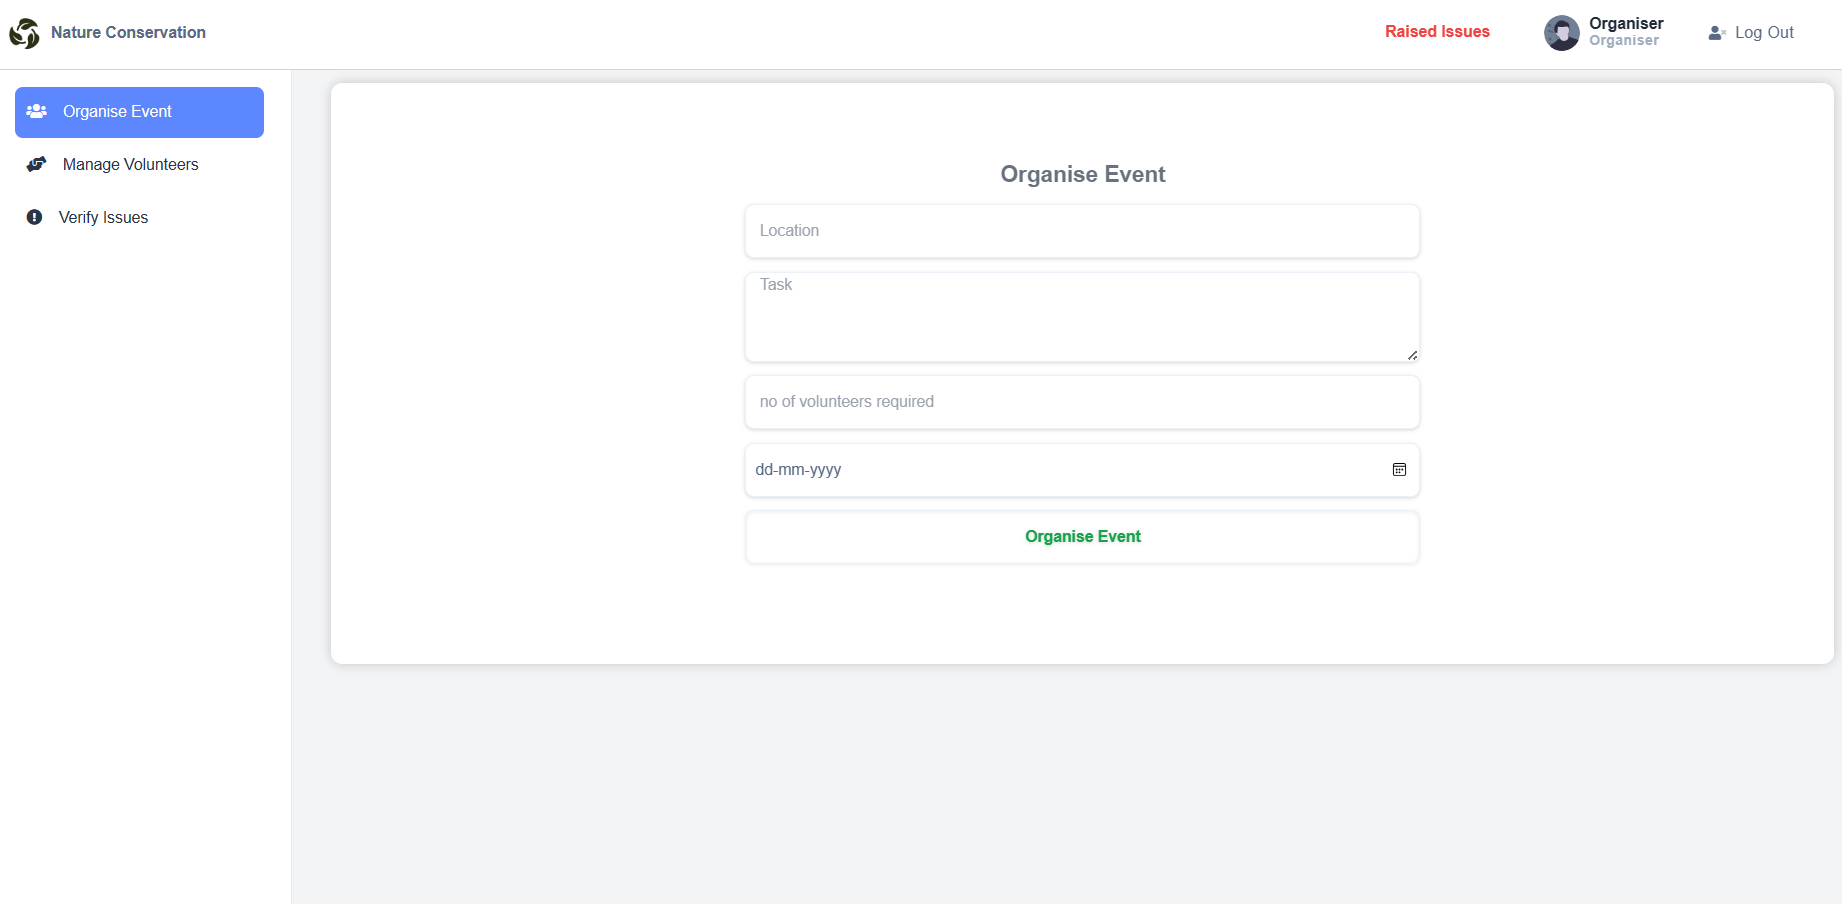 Nature Conservation
Raised Issues
Organiser
Organiser
Log Out
Organise Event
Manage Volunteers
Verify Issues
Organise Event
Location
Task
no of volunteers required
dd-mm-yyyy
Organise Event